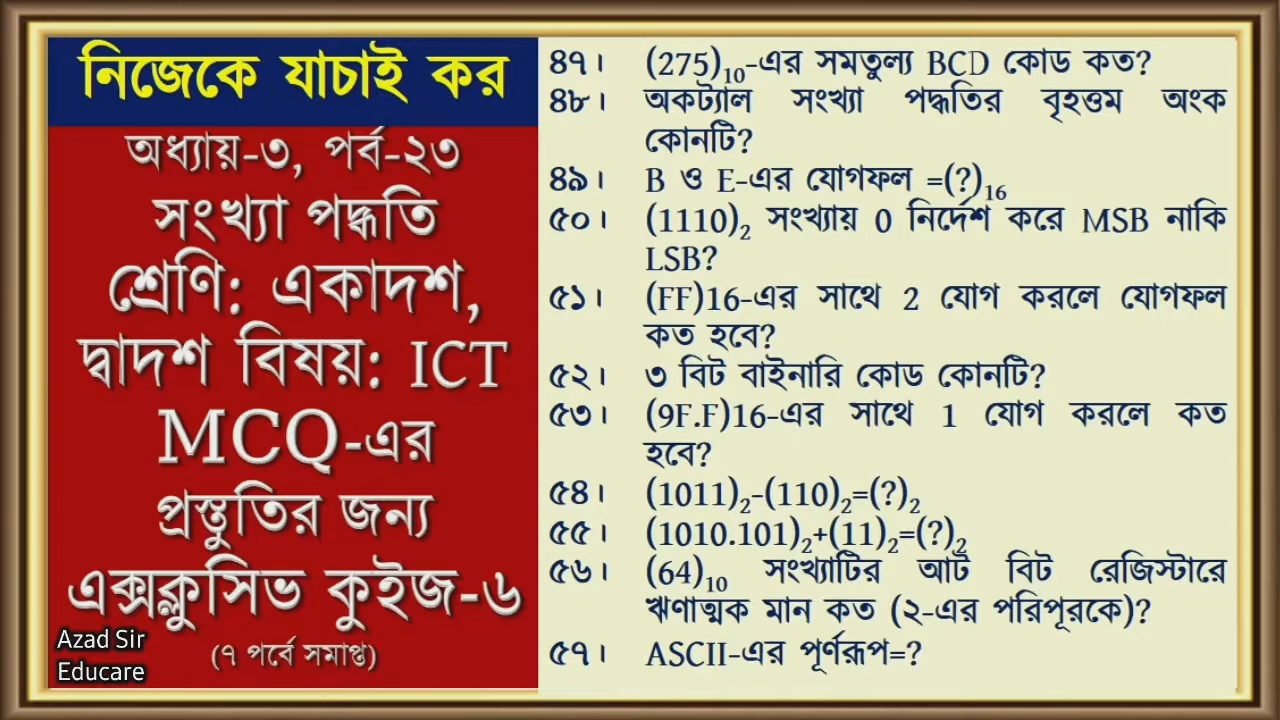 নিজেকে যাচাই কর
অধ্যায়-৩, পর্ব-২৩
সংখ্যা পদ্ধতি
শ্রেণি: একাদশ,
দ্বাদশ বিষয়: ICT
MCQ-এর
প্রস্তুতির জন্য
এক্সক্লুসিভ কুইজ-৬
(৭ পর্বে সমাপ্ত)
Azad Sir
Educare
৪৭। (275)₁₀-এর সমতুল্য BCD কোড কত?
৪৮। অকট্যাল সংখ্যা পদ্ধতির বৃহত্তম অংক
কোনটি?
৪৯। B ও E-এর যোগফল =(?)₁₆
৫০। (1110)₂ সংখ্যায় 0 নির্দেশ করে MSB নাকি
LSB?
৫১। (FF)16-এর সাথে 2 যোগ করলে যোগফল
কত হবে?
৫২। ৩ বিট বাইনারি কোড কোনটি?
৫৩। (9F.F)16-এর সাথে 1 যোগ করলে কত
হবে?
৫৪। (1011)₂-(110)₂=(?)₂
৫৫। (1010.101)₂+(11)₂=(?)₂
৫৬। (64)₁₀ সংখ্যাটির আট বিট রেজিস্টারে
ঋণাত্মক মান কত (২-এর পরিপূরকে)?
৫৭। ASCII-এর পূর্ণরূপ=?